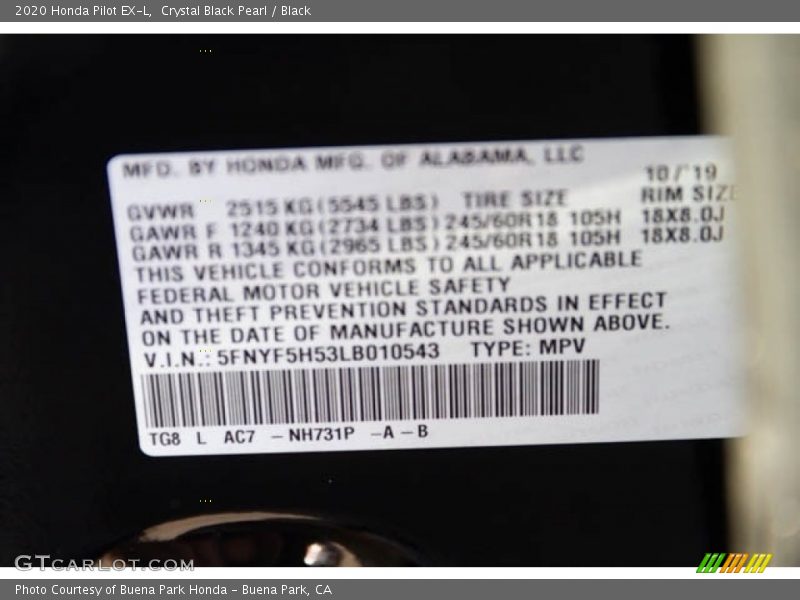 2020 Honda Pilot EX-L, Crystal Black Pearl / Black
MFD. BY HONDA MFG. OF ALABAMA, LLC
10/'19
GVWR 2515 KG(5545 LBS) TIRE SIZE RIM SIZE
GAWR F 1240 KG(2734 LBS)245/60R18 105H 18X8.0J
GAWR R 1345 KG(2965 LBS)245/60R18 105H 18X8.0J
THIS VEHICLE CONFORMS TO ALL APPLICABLE
FEDERAL MOTOR VEHICLE SAFETY
AND THEFT PREVENTION STANDARDS IN EFFECT
ON THE DATE OF MANUFACTURE SHOWN ABOVE.
V.I.N.: 5FNYF5H53LB010543 TYPE: MPV
TG8 L AC7 -NH731P -A-B
GTCARLOT.COM
Photo Courtesy of Buena Park Honda - Buena Park, CA